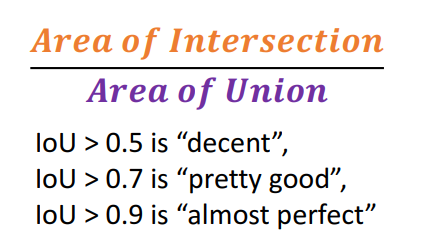 Area of Intersection
Area of Union
IoU > 0.5 is “decent”,
IoU > 0.7 is “pretty good”,
IoU > 0.9 is “almost perfect”